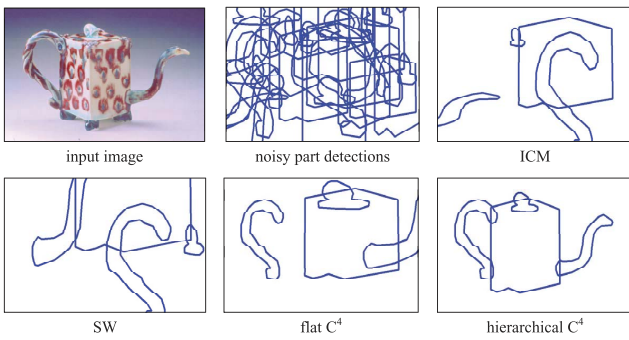 input image
noisy part detections
ICM
SW
flat C⁴
hierarchical C⁴